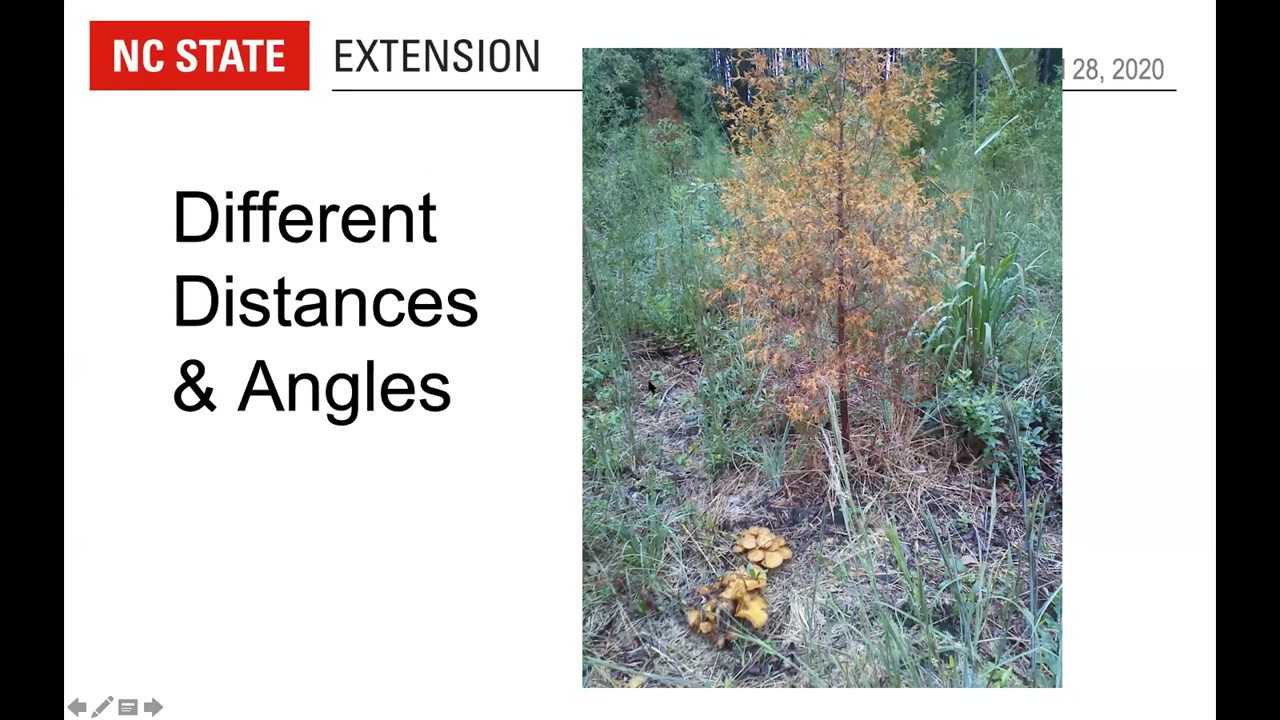 NC STATE EXTENSION
28, 2020
Different
Distances
& Angles